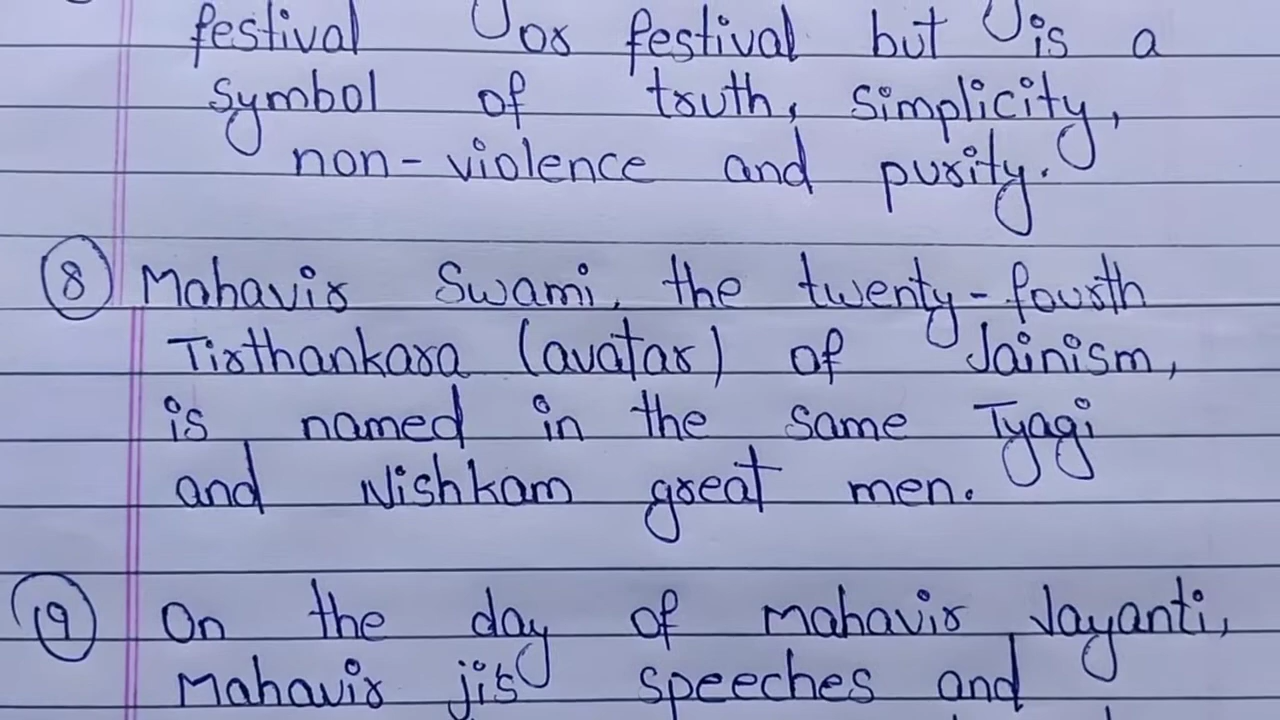 festival or festival but is a
symbol of truth, simplicity,
non-violence and purity.
8 Mahavir Swami, the twenty-fourth
Tirthankara (avatar) of Jainism,
is named in the same Tyagi
and Nishkam great men.
9 On the day of mahavir Jayanti,
Mahavir jis speeches and